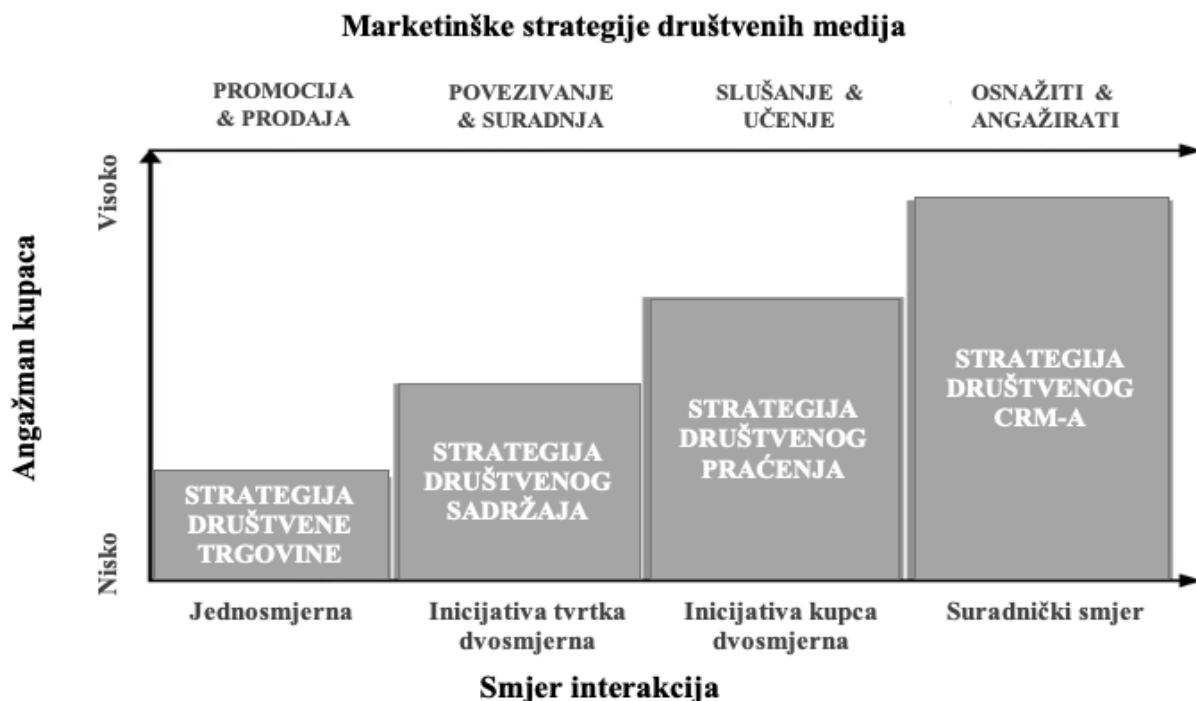 Marketinške strategije društvenih medija
PROMOCIJA
& PRODAJA
POVEZIVANJE
& SURADNJA
SLUŠANJE &
UČENJE
OSNAŽITI &
ANGAŽIRATI
Visoko
Angažman kupaca
Nisko
STRATEGIJA
DRUŠTVENE
TRGOVINE
STRATEGIJA
DRUŠTVENOG
SADRŽAJA
STRATEGIJA
DRUŠTVENOG
PRAĆENJA
STRATEGIJA
DRUŠTVENOG
CRM-A
Jednosmjerna
Inicijativa tvrtka
dvosmjerna
Inicijativa kupca
dvosmjerna
Suradnički smjer
Smjer interakcija